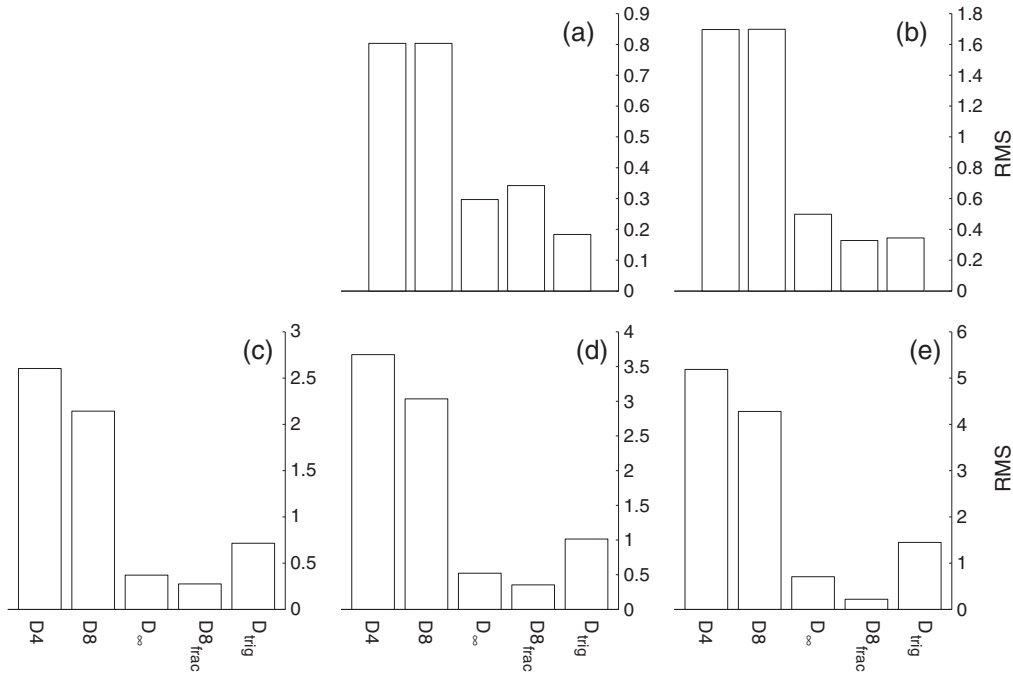 (a)
0.9
0.8
0.7
0.6
0.5
0.4
0.3
0.2
0.1
0
(b)
1.8
1.6
1.4
1.2
1
0.8
0.6
0.4
0.2
0
RMS
(c)
3
2.5
2
1.5
1
0.5
0
D4
D8
D∞
D8frac
Dtrig
(d)
4
3.5
3
2.5
2
1.5
1
0.5
0
D4
D8
D∞
D8frac
Dtrig
(e)
6
5
4
3
2
1
0
RMS
D4
D8
D∞
D8frac
Dtrig